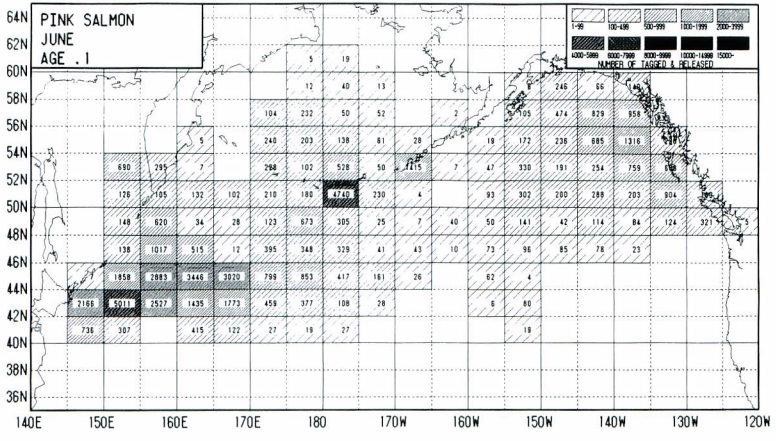 PINK SALMON
JUNE
AGE .1
1-99 100-499 500-999 1000-1999 2000-3999
4000-5999 6000-7999 8000-9999 10000-14999 15000-
NUMBER OF TAGGED & RELEASED
64N
62N
5 19
60N
12 40 13 246 66
58N
104 232 50 52 2 105 474 829 958
56N
5 240 203 138 61 28 19 172 236 685 1316
54N
690 295 7 298 102 528 50 1415 7 47 330 191 254 759
52N
126 105 132 102 210 180 4740 230 4 93 302 200 288 203 904
50N
148 620 34 28 123 673 305 25 7 40 50 141 42 114 84 124 321 5
48N
138 1017 515 12 395 348 329 41 43 10 73 96 85 78 23
46N
1858 2883 3446 3020 799 853 417 161 26 62 4
44N
2166 5011 2527 1435 1773 459 377 108 28 6 80
42N
736 307 415 122 27 19 27 19
40N
38N
36N
140E 150E 160E 170E 180 170W 160W 150W 140W 130W 120W